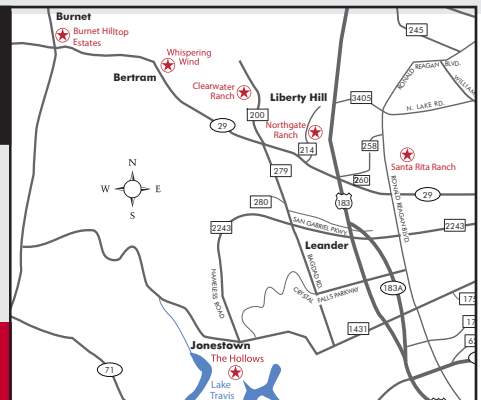 Burnet
Burnet Hilltop
Estates
245
Whispering
Wind
Bertram
RONALD REAGAN BLVD.
Clearwater
Ranch
Liberty Hill
3405
N. LAKE RD.
200
29
Northgate
Ranch
214
258
Santa Rita Ranch
279
260
N
W
E
S
280
183
29
RONALD REAGAN BLVD.
2243
SAN GABRIEL PKWY.
2243
Leander
BAGDAD RD.
NAMELESS ROAD
CRYSTAL FALLS PARKWAY
183A
1431
Jonestown
The Hollows
71
Lake
Travis